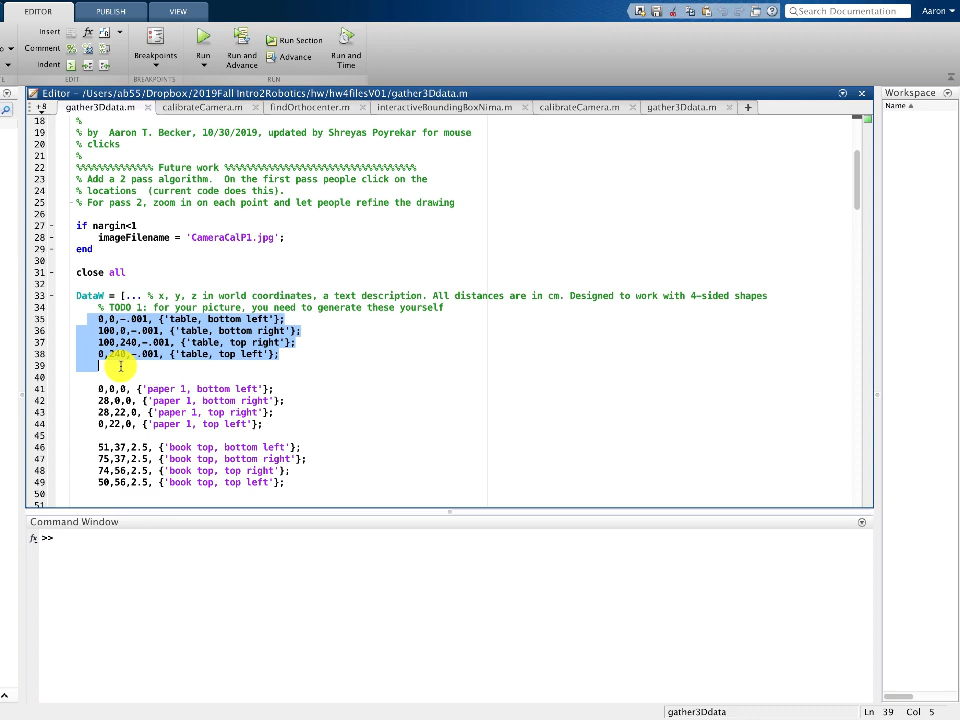 EDITOR PUBLISH VIEW Search Documentation Aaron
Insert fx
Comment %
Indent
Breakpoints Run Run and Advance Run Section Advance Run and Time
EDIT BREAKPOINTS RUN
Editor - /Users/ab55/Dropbox/2019Fall Intro2Robotics/hw/hw4filesV01/gather3Ddata.m
Workspace
+8 gather3Ddata.m calibrateCamera.m findOrthocenter.m interactiveBoundingBoxNima.m calibrateCamera.m gather3Ddata.m +
Name
18 %
19 % by Aaron T. Becker, 10/30/2019, updated by Shreyas Poyrekar for mouse
20 % clicks
21 %
22 %%%%%%%%%%%%%% Future work %%%%%%%%%%%%%%%%%%%%%%%%%%%%%%%%%%%
23 % Add a 2 pass algorithm. On the first pass people click on the
24 % locations (current code does this).
25 % For pass 2, zoom in on each point and let people refine the drawing
26
27 - if nargin<1
28 - imageFilename = 'CameraCalP1.jpg';
29 - end
30
31 - close all
32
33 - DataW = [... % x, y, z in world coordinates, a text description. All distances are in cm. Designed to work with 4-sided shapes
34 % TODO 1: for your picture, you need to generate these yourself
35 0,0,-.001, {'table, bottom left'};
36 100,0,-.001, {'table, bottom right'};
37 100,240,-.001, {'table, top right'};
38 0,240,-.001, {'table, top left'};
39
40
41 0,0,0, {'paper 1, bottom left'};
42 28,0,0, {'paper 1, bottom right'};
43 28,22,0, {'paper 1, top right'};
44 0,22,0, {'paper 1, top left'};
45
46 51,37,2.5, {'book top, bottom left'};
47 75,37,2.5, {'book top, bottom right'};
48 74,56,2.5, {'book top, top right'};
49 50,56,2.5, {'book top, top left'};
50
51
Command Window
fx >>
gather3Ddata Ln 39 Col 5